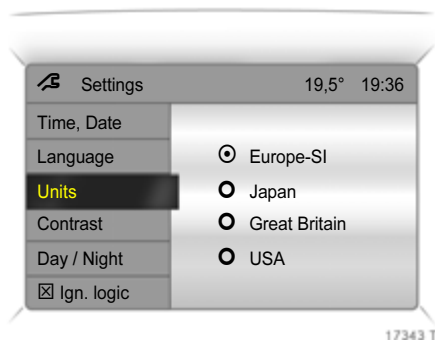 Settings 19,5° 19:36
Time, Date
Language
Units
Contrast
Day / Night
☒ Ign. logic
Europe-SI
Japan
Great Britain
USA
17343 T